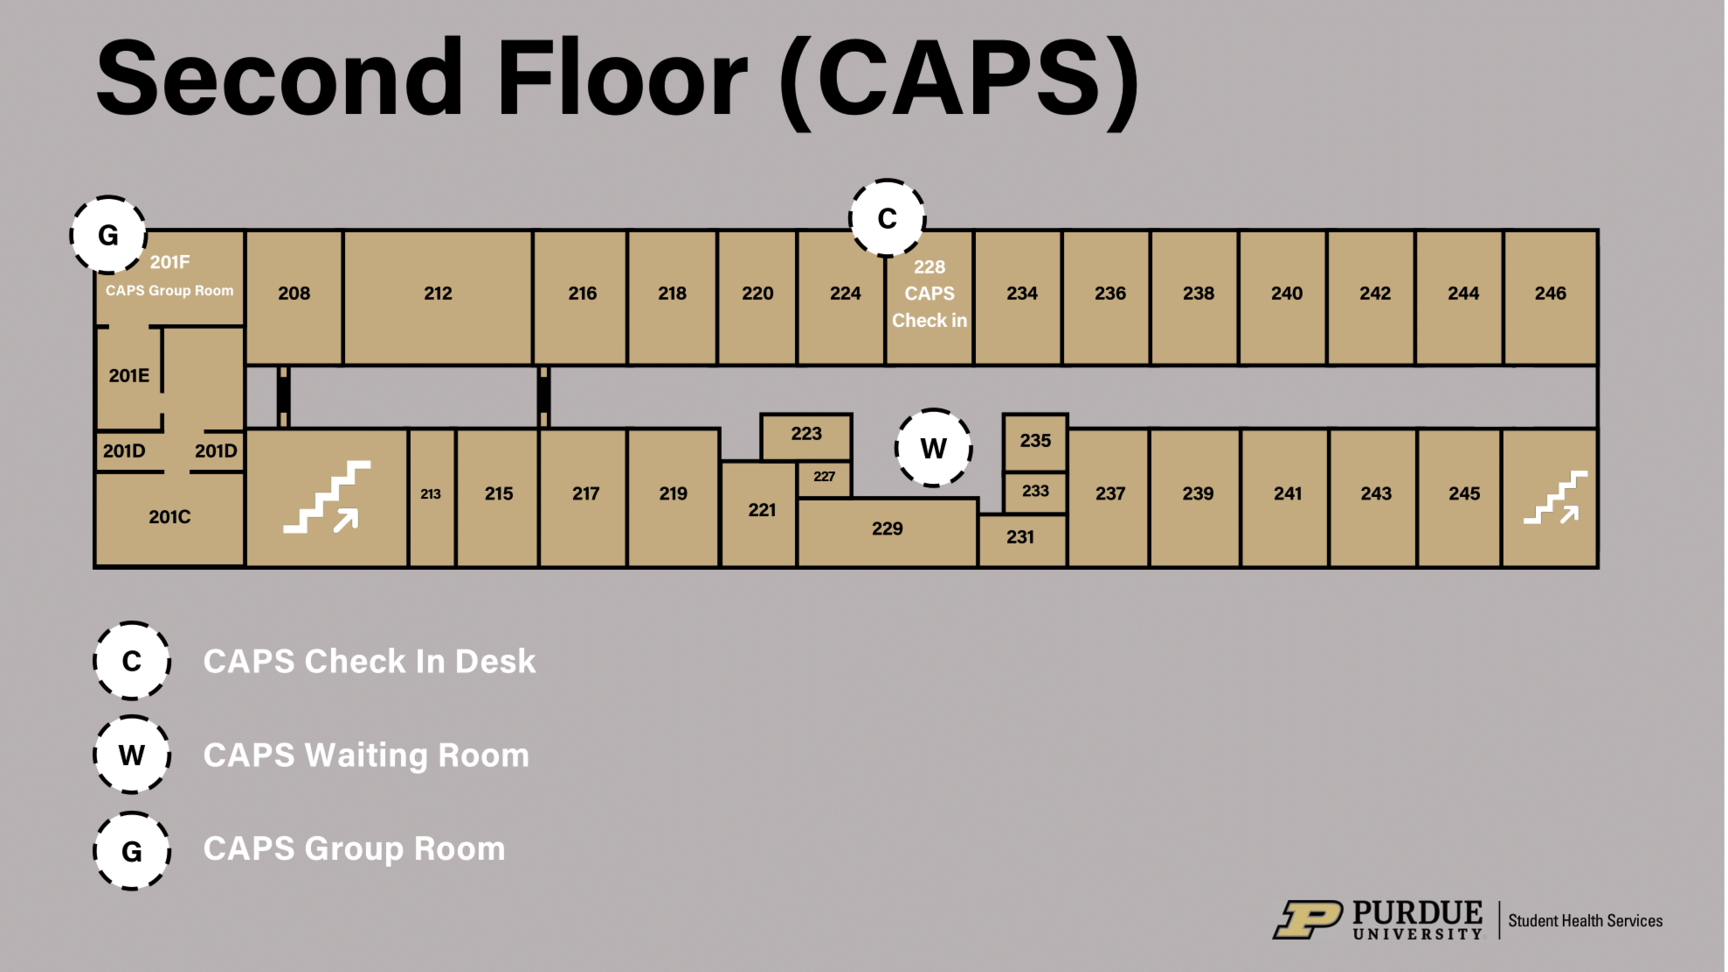 Second Floor (CAPS)
G
C
201F
CAPS Group Room
208
212
216
218
220
224
228
CAPS
Check in
234
236
238
240
242
244
246
201E
201D
201D
201C
213
215
217
219
221
223
227
229
W
235
233
231
237
239
241
243
245
C
CAPS Check In Desk
W
CAPS Waiting Room
G
CAPS Group Room
P
PURDUE
UNIVERSITY
Student Health Services